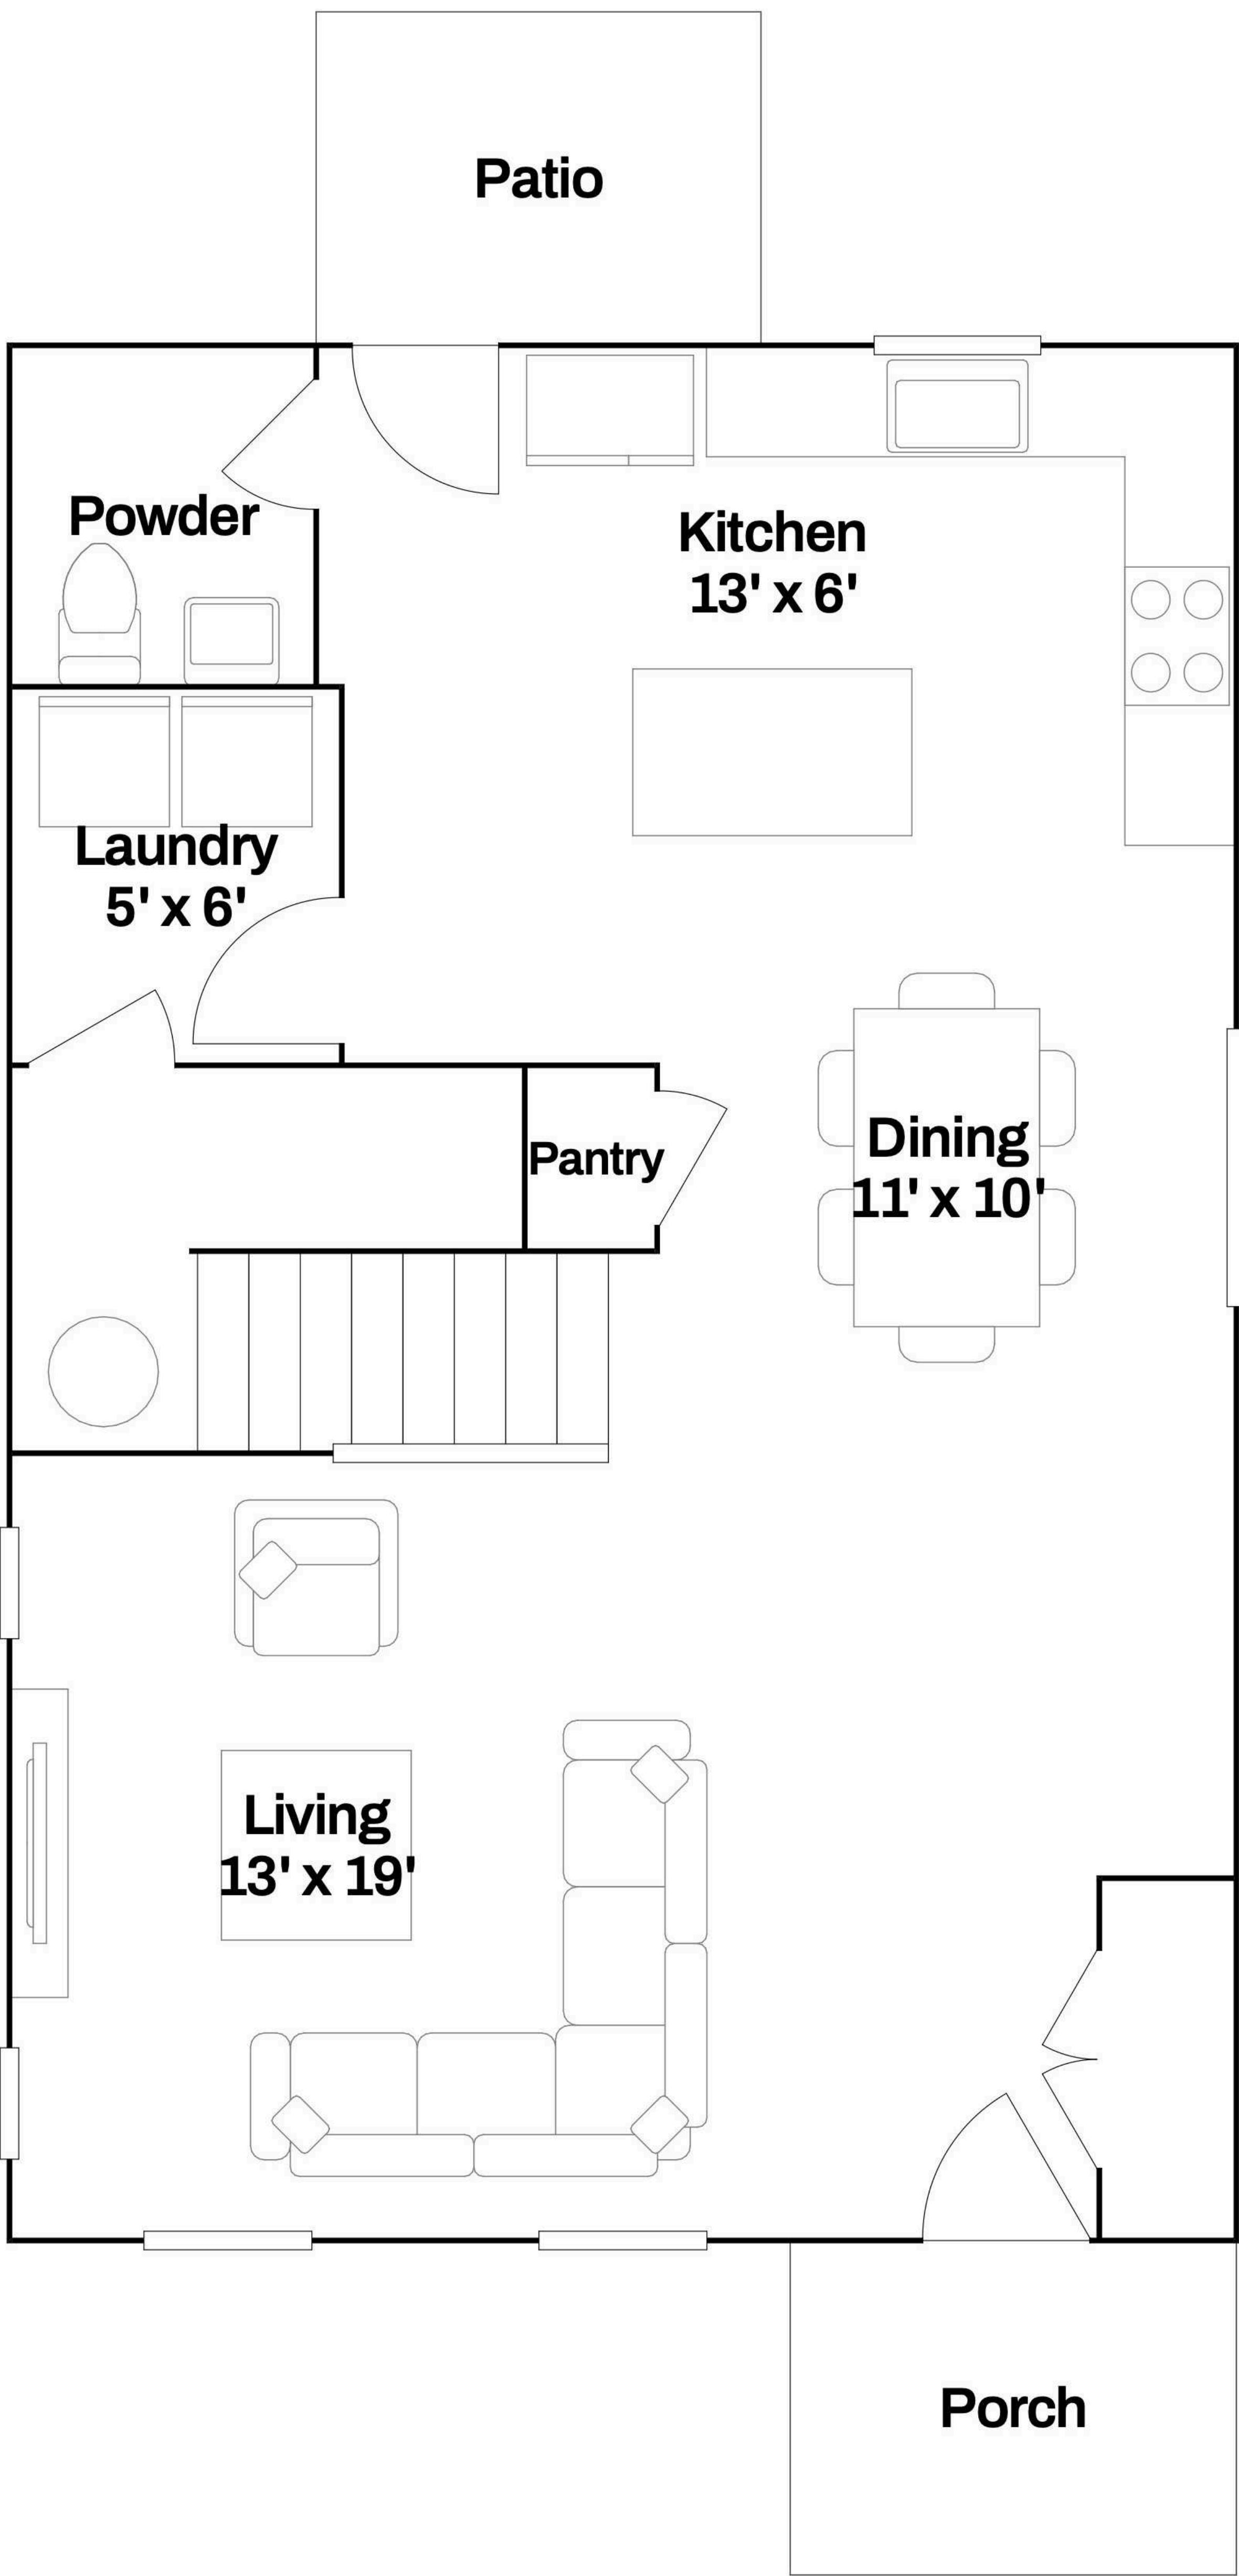 Patio
Powder
Kitchen
13' x 6'
Laundry
5' x 6'
Pantry
Dining
11' x 10'
Living
13' x 19'
Porch